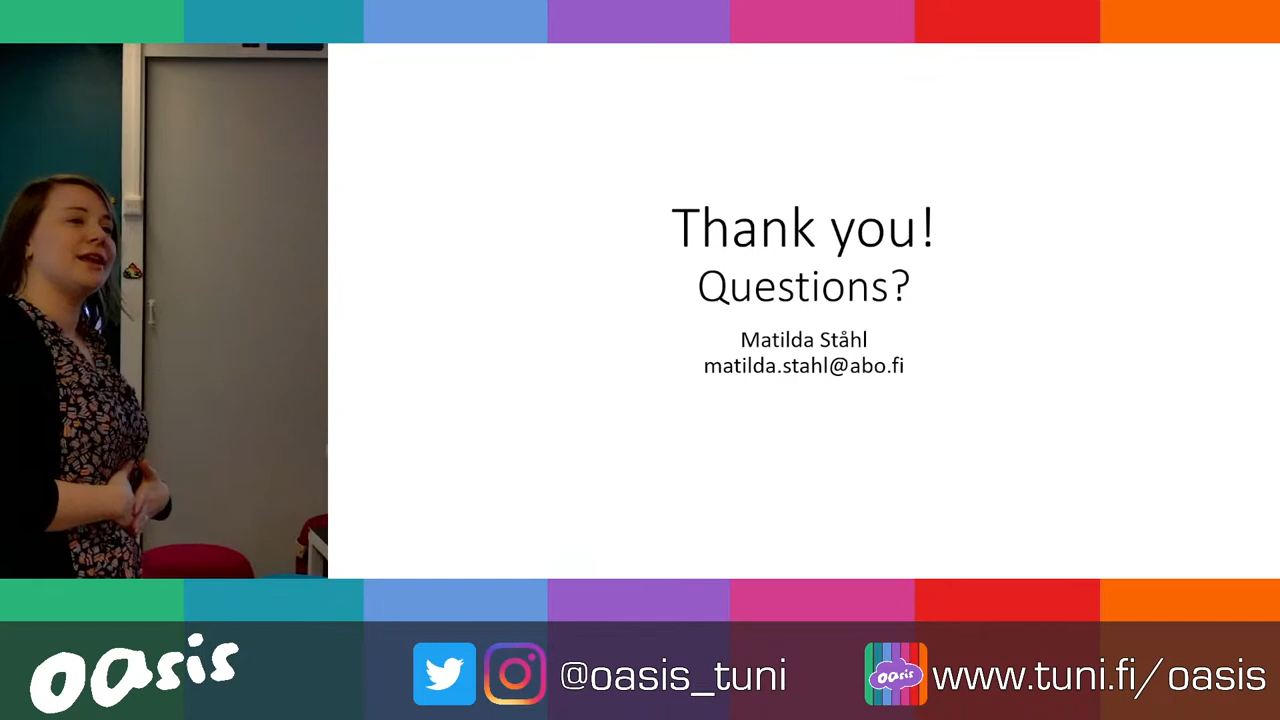 Thank you!
Questions?
Matilda Ståhl
matilda.stahl@abo.fi
oasis
@oasis_tuni
oasis
www.tuni.fi/oasis